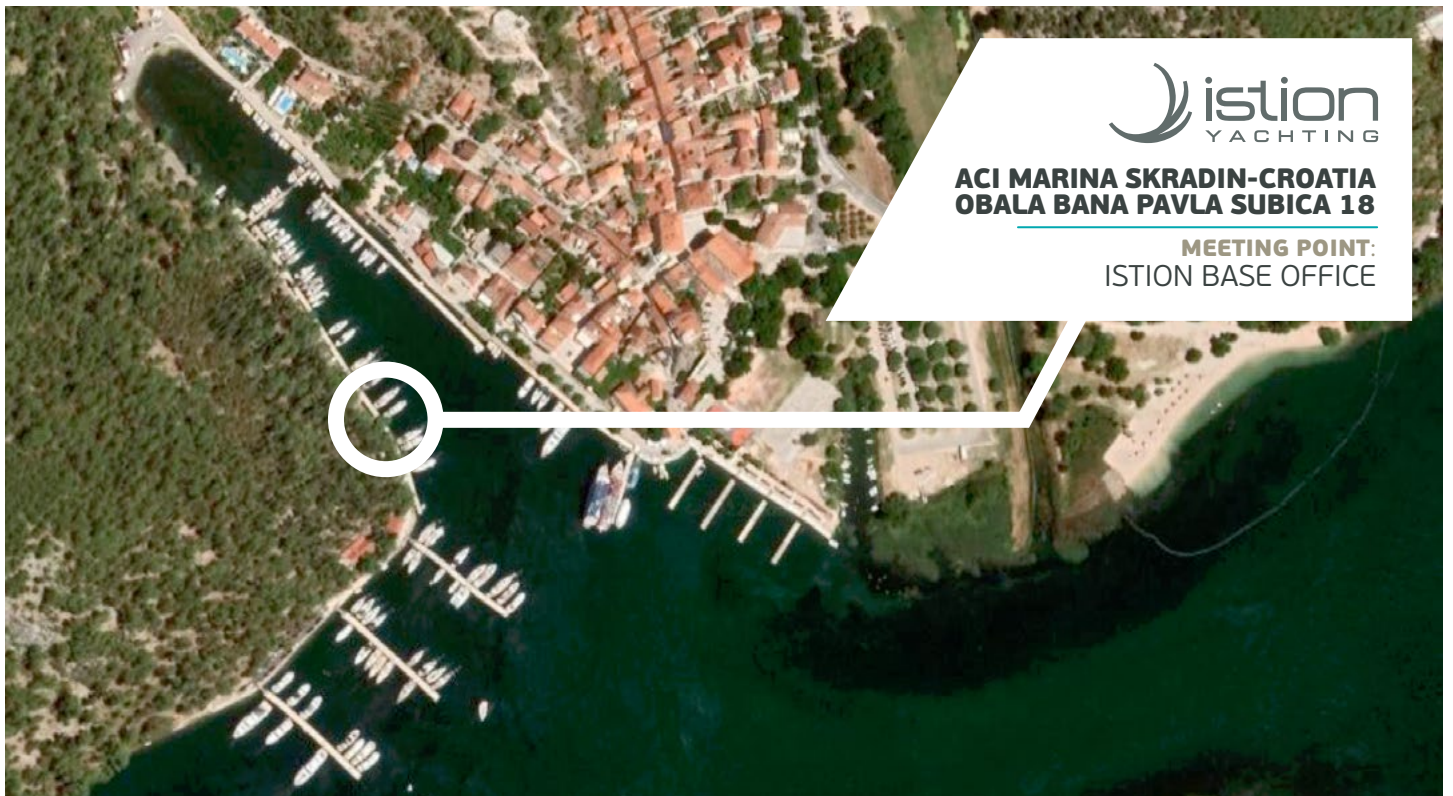 istion
YACHTING
ACI MARINA SKRADIN-CROATIA
OBALA BANA PAVLA SUBICA 18
MEETING POINT:
ISTION BASE OFFICE